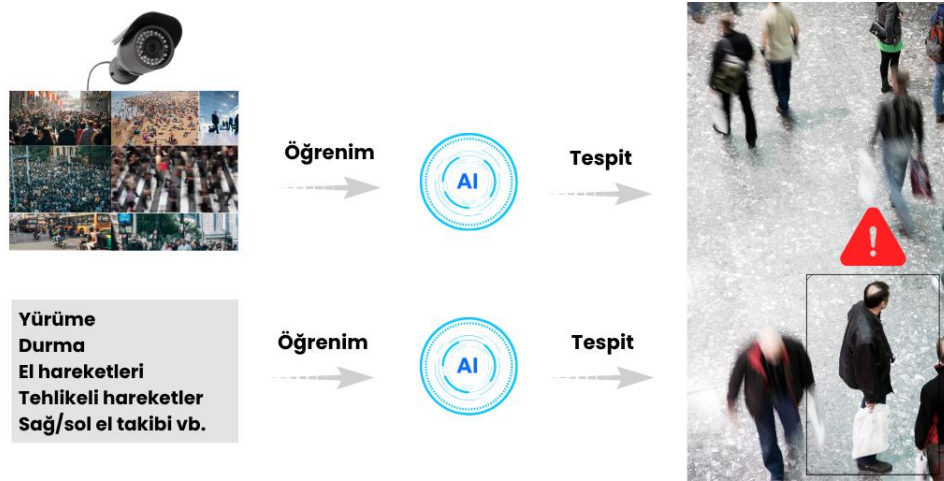 Öğrenim
AI
Tespit
Yürüme
Durma
El hareketleri
Tehlikeli hareketler
Sağ/sol el takibi vb.
Öğrenim
AI
Tespit
!